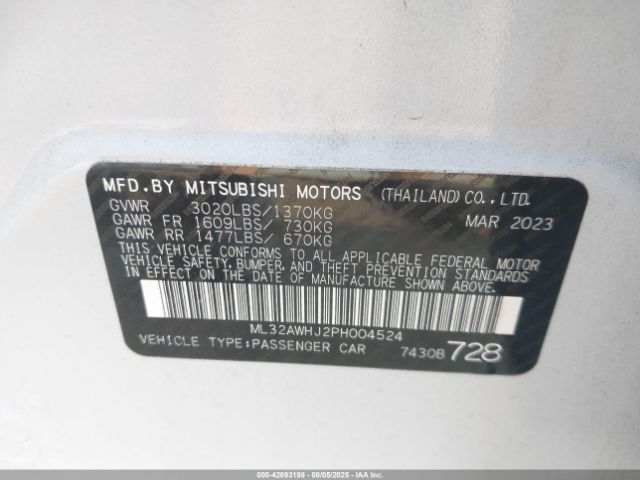 MFD.BY MITSUBISHI MOTORS (THAILAND) CO., LTD.
GVWR 3020LBS/1370KG MAR 2023
GAWR FR 1609LBS/ 730KG
GAWR RR 1477LBS/ 670KG
THIS VEHICLE CONFORMS TO ALL APPLICABLE FEDERAL MOTOR
VEHICLE SAFETY, BUMPER, AND THEFT PREVENTION STANDARDS
IN EFFECT ON THE DATE OF MANUFACTURE SHOWN ABOVE.
ML32AWHJ2PH004524
VEHICLE TYPE:PASSENGER CAR 7430B 728
000-42893198 - 08/05/2025 - IAAI.com